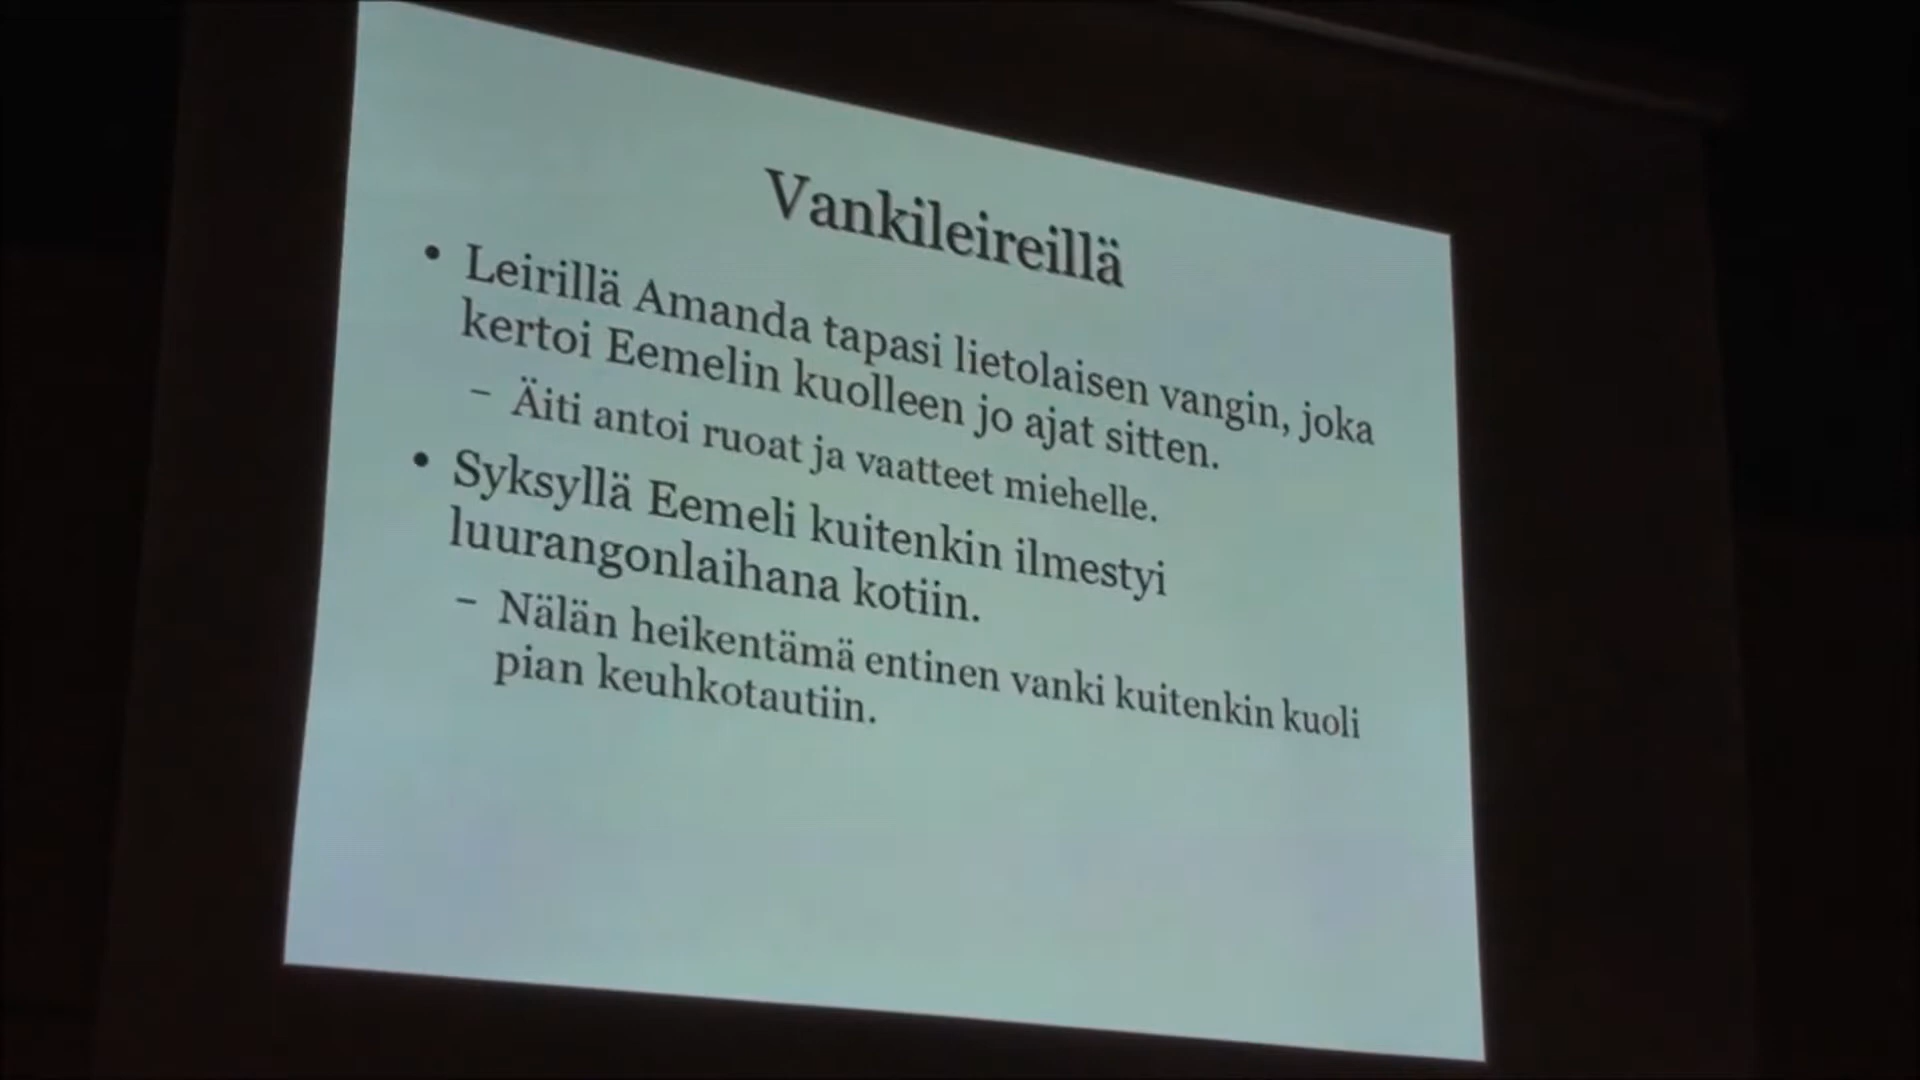 Vankileireillä
• Leirillä Amanda tapasi lietolaisen vangin, joka
kertoi Eemelin kuolleen jo ajat sitten.
– Äiti antoi ruoat ja vaatteet miehelle.
• Syksyllä Eemeli kuitenkin ilmestyi
luurangonlaihana kotiin.
– Nälän heikentämä entinen vanki kuitenkin kuoli
pian keuhkotautiin.